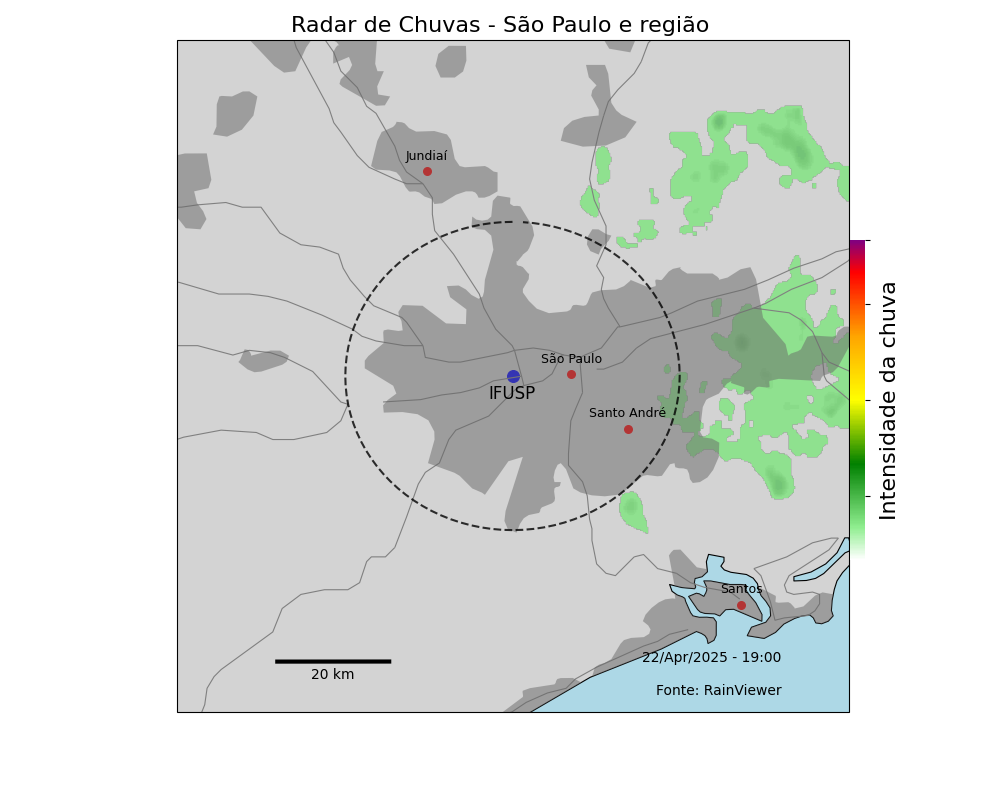 Radar de Chuvas - São Paulo e região
Jundiaí
São Paulo
IFUSP
Santo André
Santos
22/Apr/2025 - 19:00
20 km
Fonte: RainViewer
Intensidade da chuva